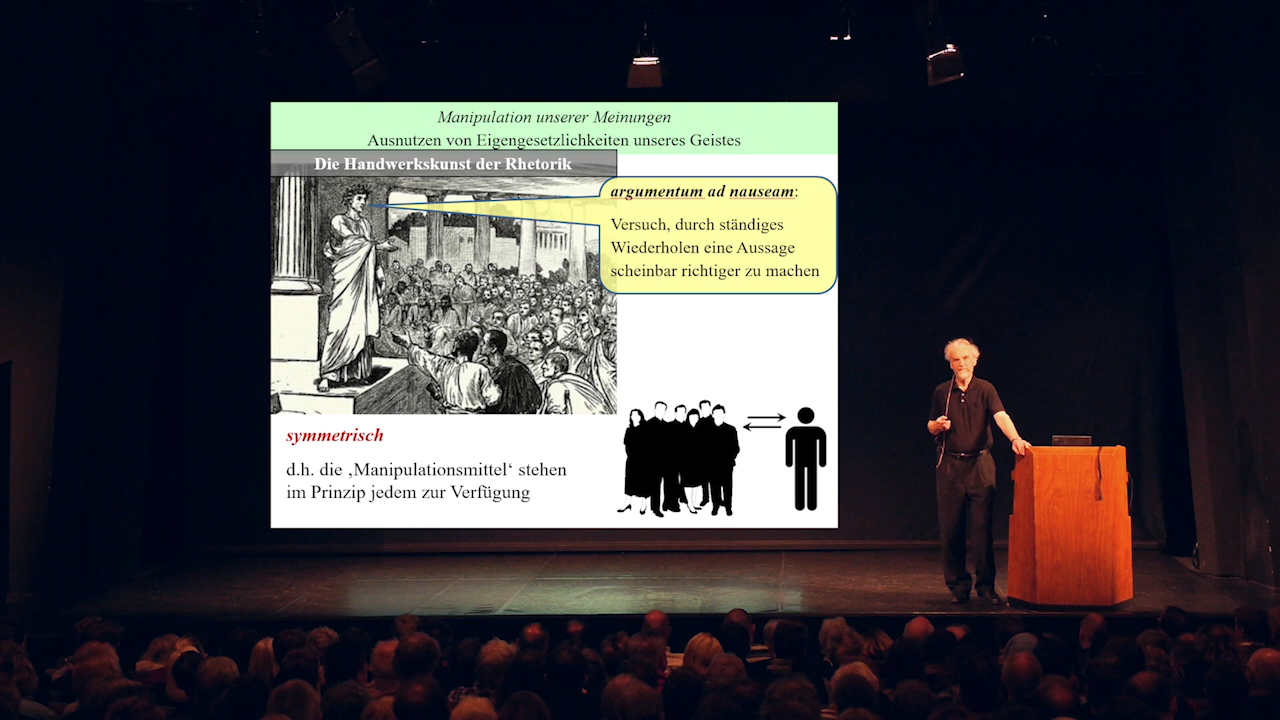 Manipulation unserer Meinungen
Ausnutzen von Eigengesetzlichkeiten unseres Geistes
Die Handwerkskunst der Rhetorik
argumentum ad nauseam:
Versuch, durch ständiges
Wiederholen eine Aussage
scheinbar richtiger zu machen
symmetrisch
d.h. die ‚Manipulationsmittel‘ stehen
im Prinzip jedem zur Verfügung